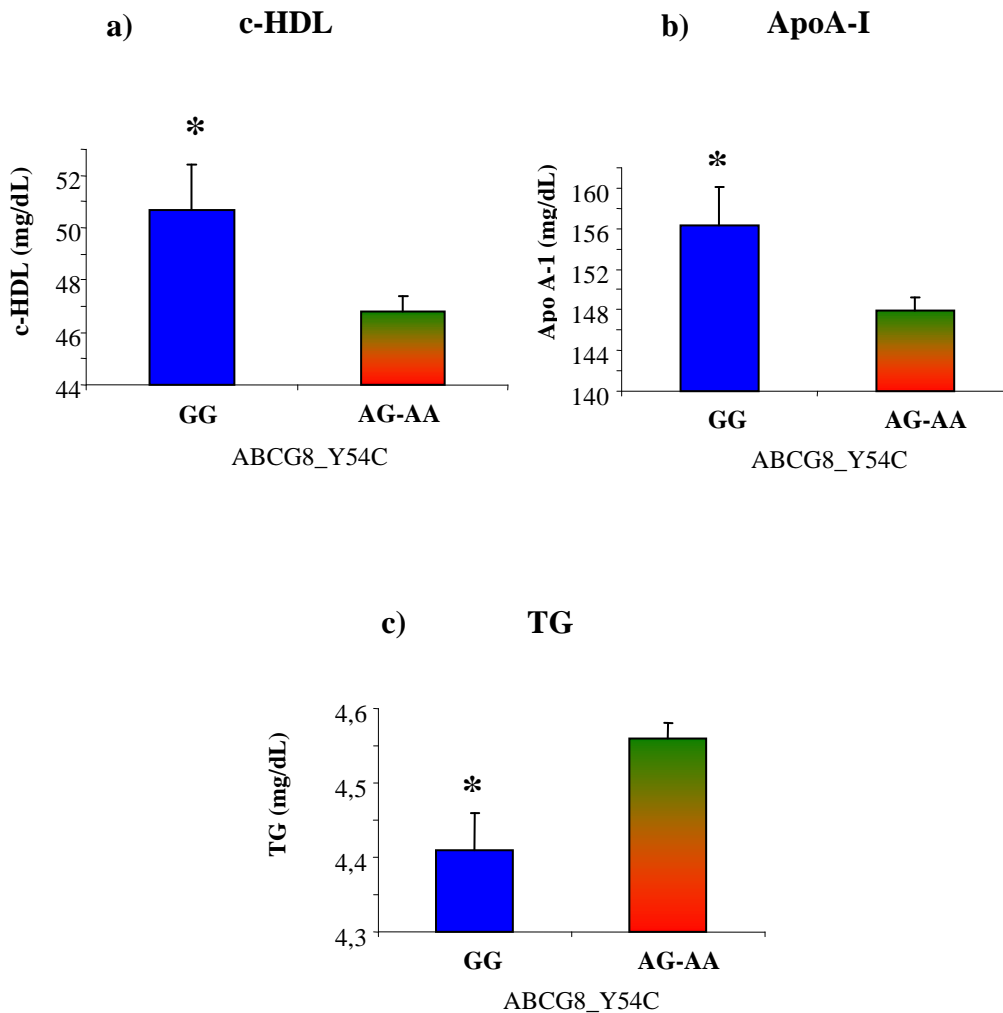 a) c-HDL
*
c-HDL (mg/dL)
52
50
48
46
44
GG AG-AA
ABCG8_Y54C
b) ApoA-I
*
Apo A-1 (mg/dL)
160
156
152
148
144
140
GG AG-AA
ABCG8_Y54C
c) TG
*
TG (mg/dL)
4,6
4,5
4,4
4,3
GG AG-AA
ABCG8_Y54C